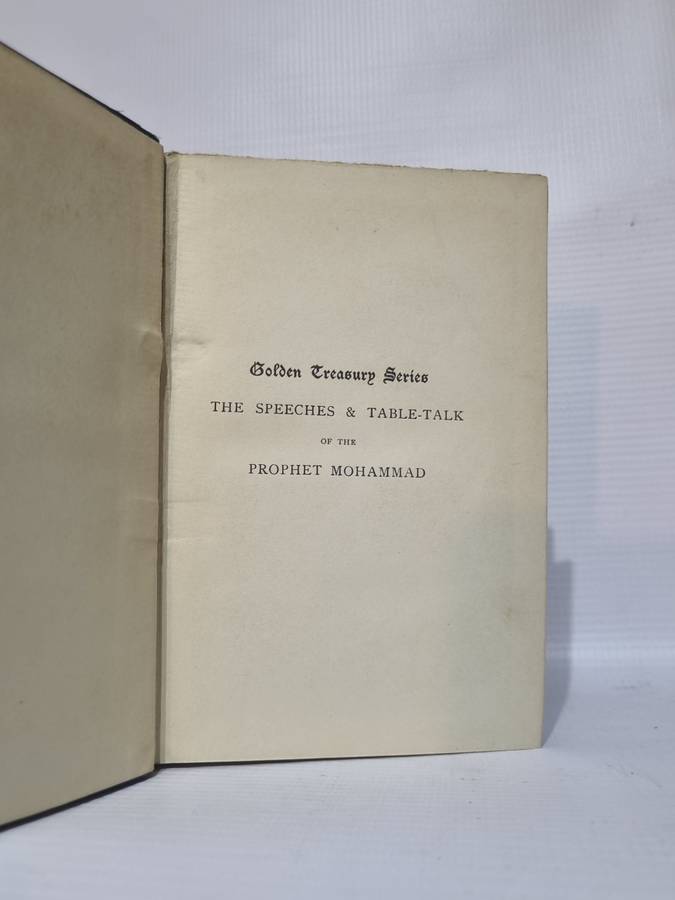 Golden Treasury Series
THE SPEECHES & TABLE-TALK
OF THE
PROPHET MOHAMMAD